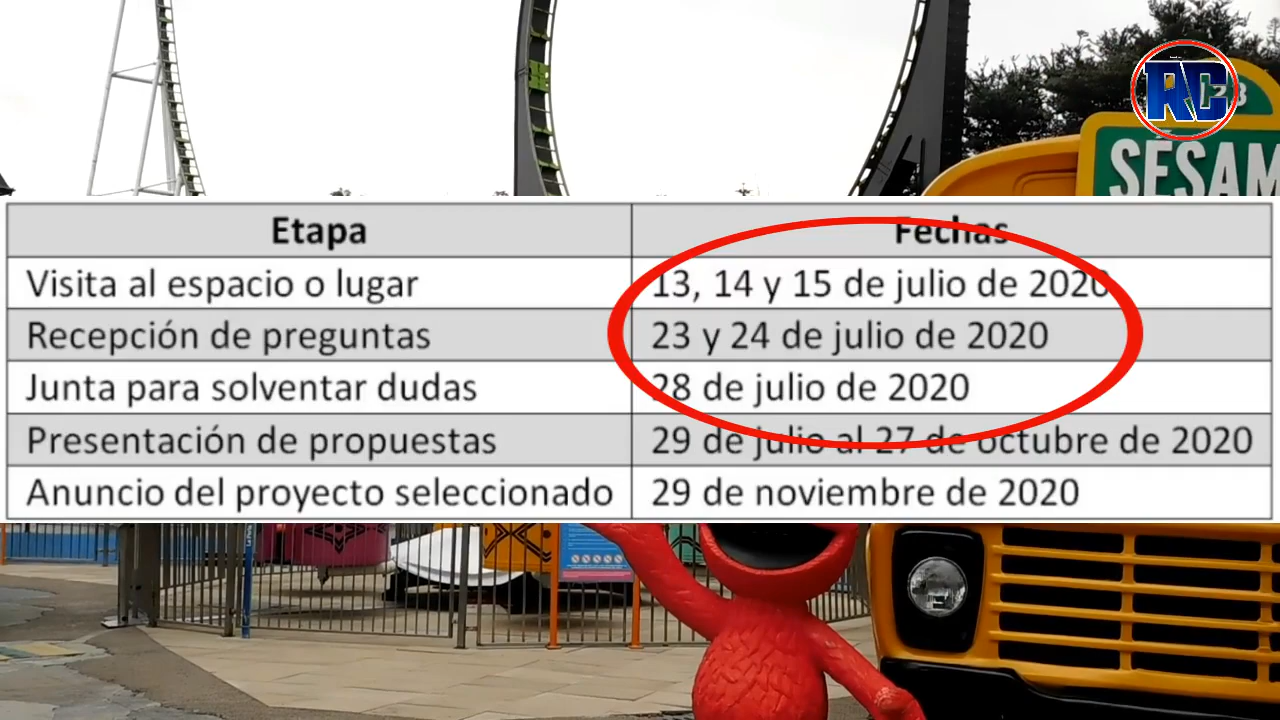 RC
123
SESAM
Etapa Fechas
Visita al espacio o lugar 13, 14 y 15 de julio de 2020
Recepción de preguntas 23 y 24 de julio de 2020
Junta para solventar dudas 28 de julio de 2020
Presentación de propuestas 29 de julio al 27 de octubre de 2020
Anuncio del proyecto seleccionado 29 de noviembre de 2020